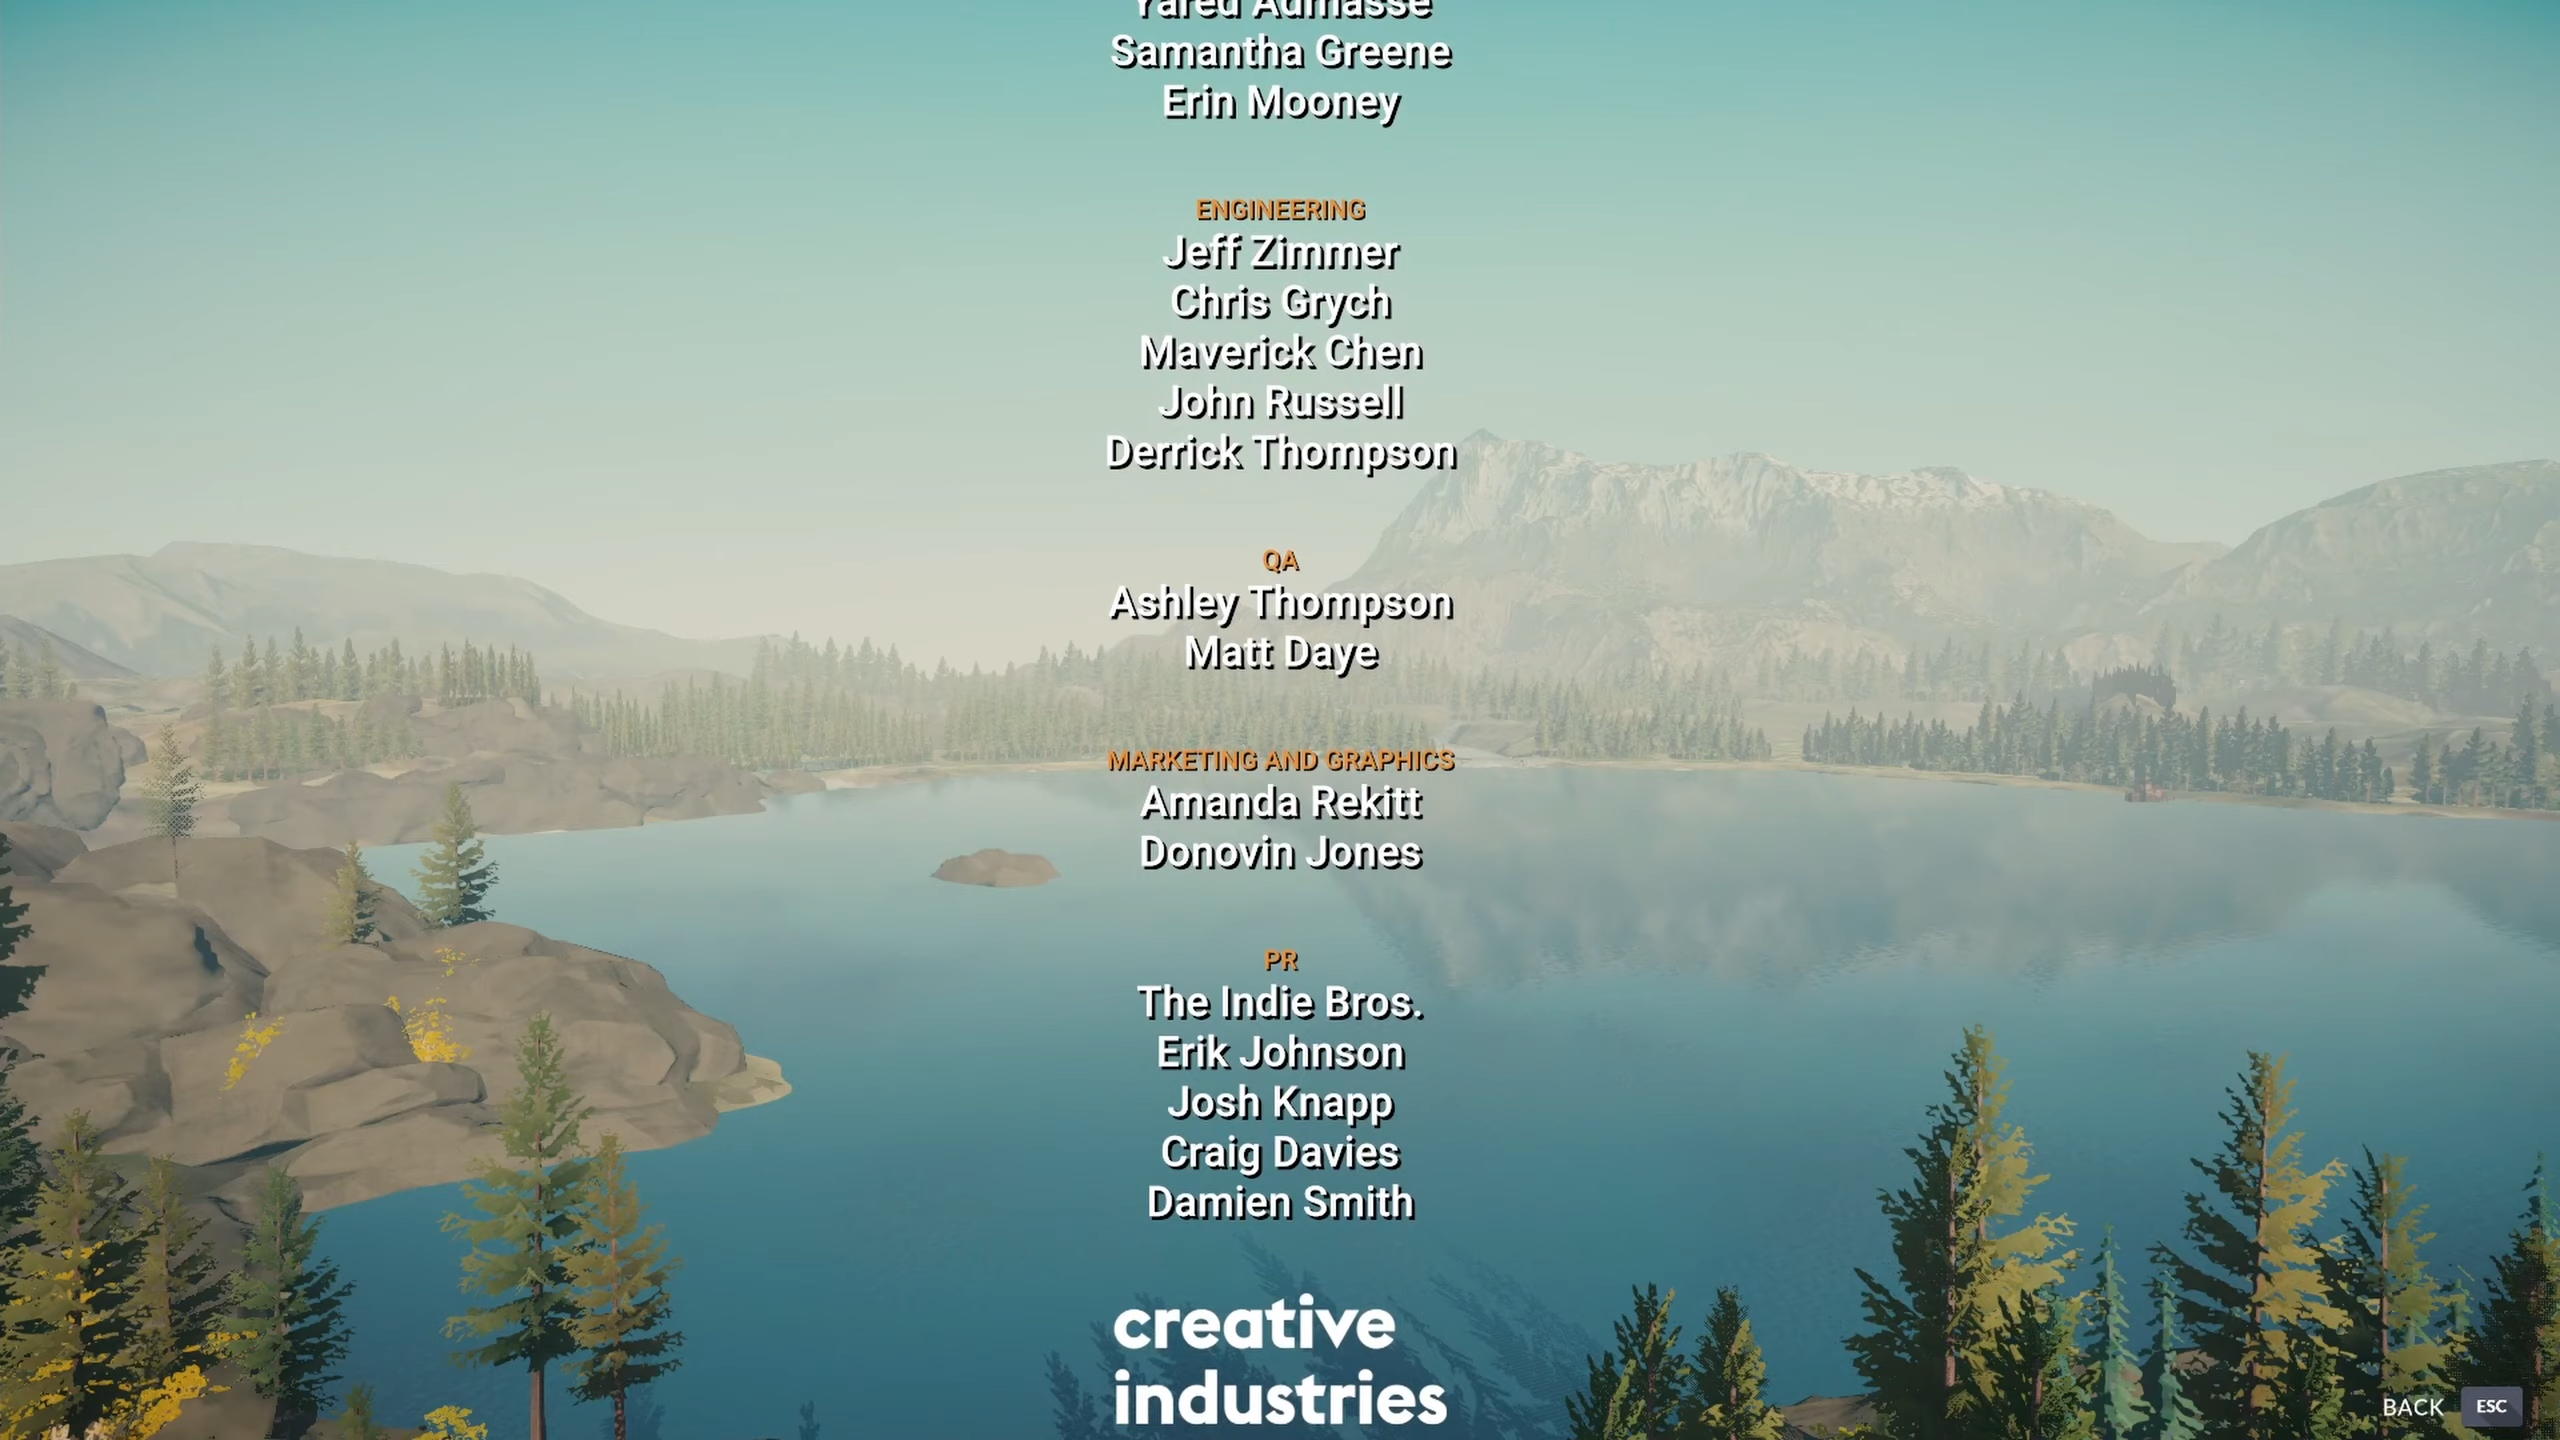 Yared Admasse
Samantha Greene
Erin Mooney
ENGINEERING
Jeff Zimmer
Chris Grych
Maverick Chen
John Russell
Derrick Thompson
QA
Ashley Thompson
Matt Daye
MARKETING AND GRAPHICS
Amanda Rekitt
Donovin Jones
PR
The Indie Bros.
Erik Johnson
Josh Knapp
Craig Davies
Damien Smith
creative
industries
BACK ESC